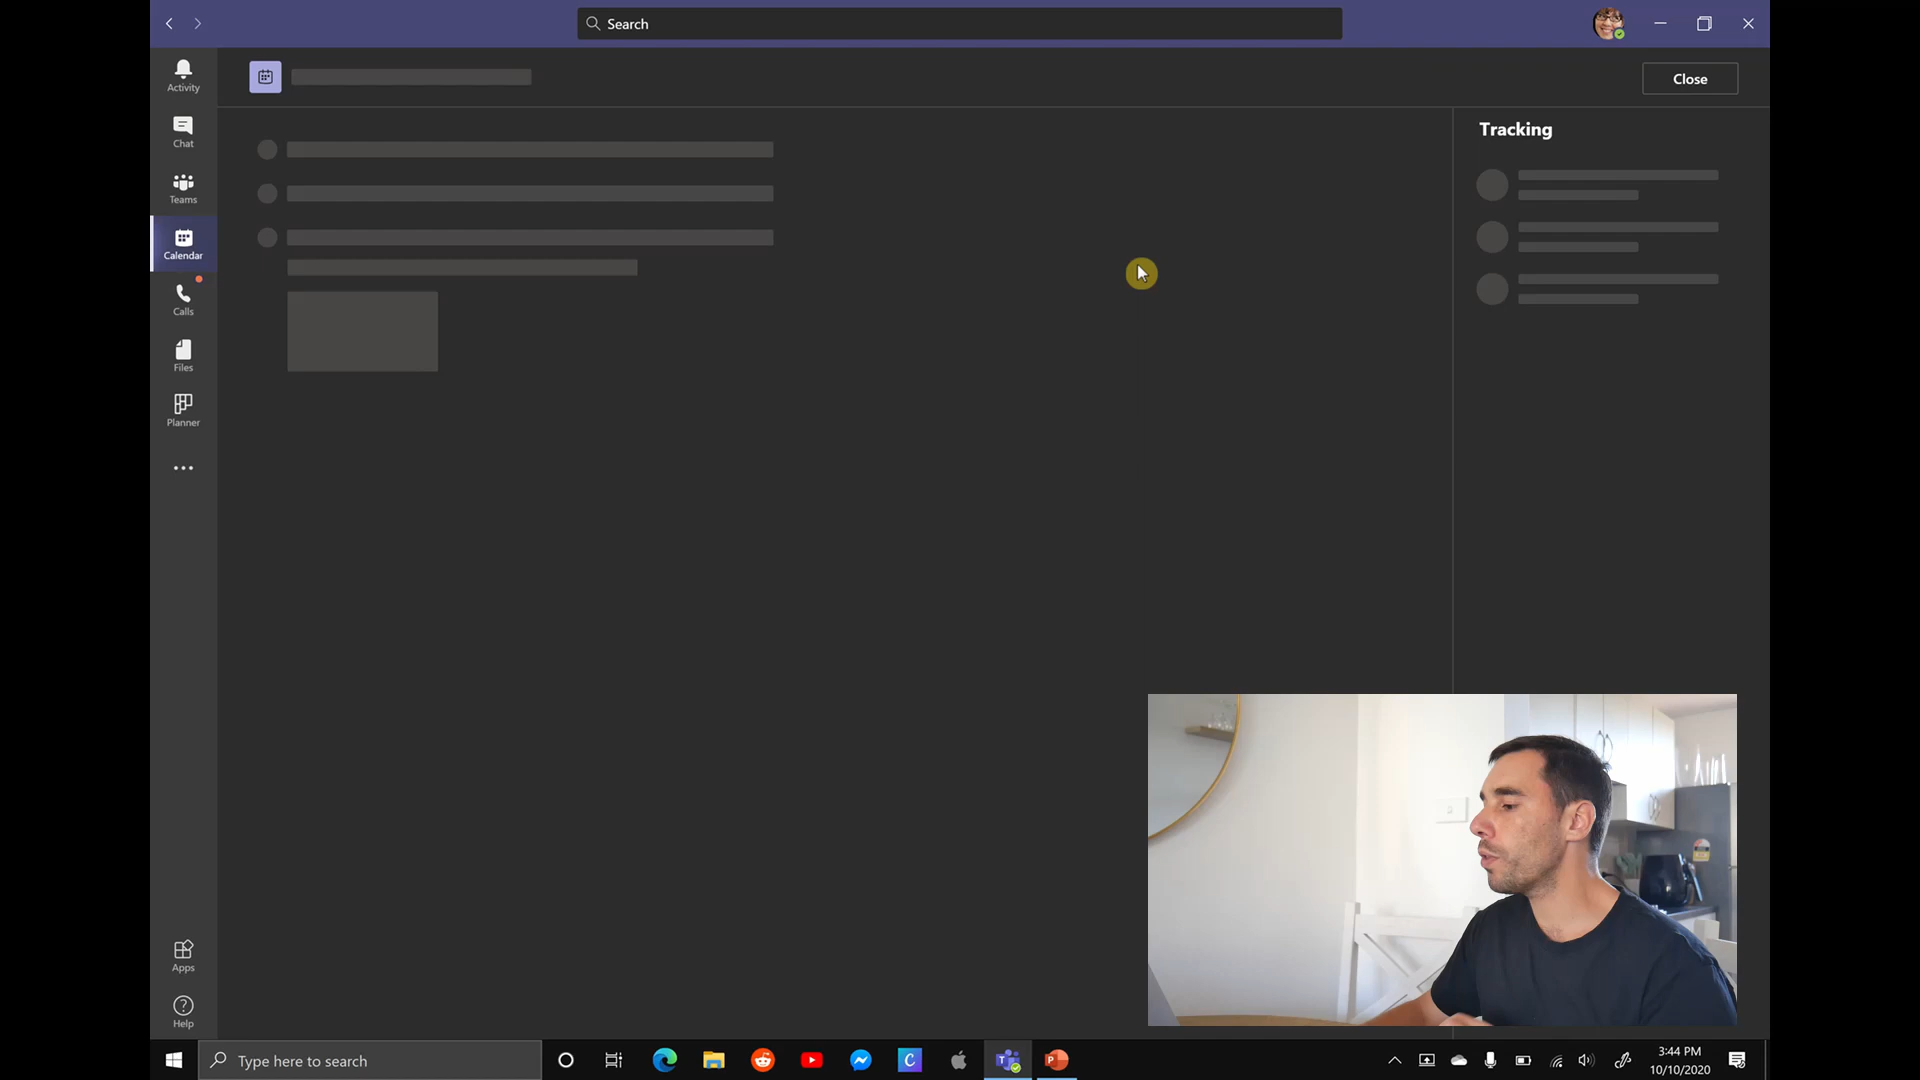 Search
Activity
Chat
Teams
Calendar
Calls
Files
Planner
Apps
Help
Close
Tracking
Type here to search
3:44 PM
10/10/2020